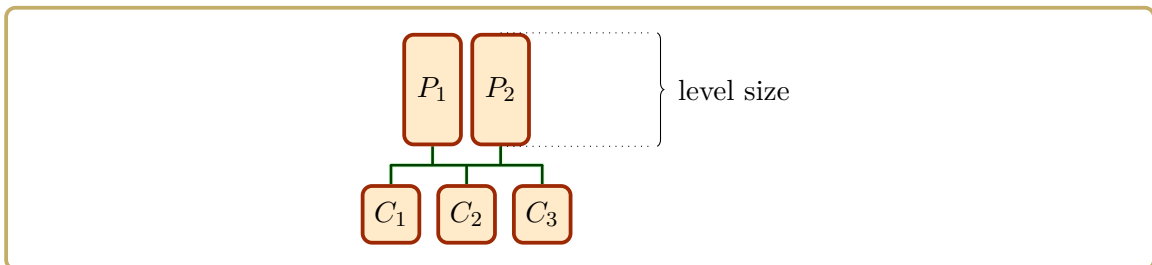 P₁ P₂ level size
C₁ C₂ C₃